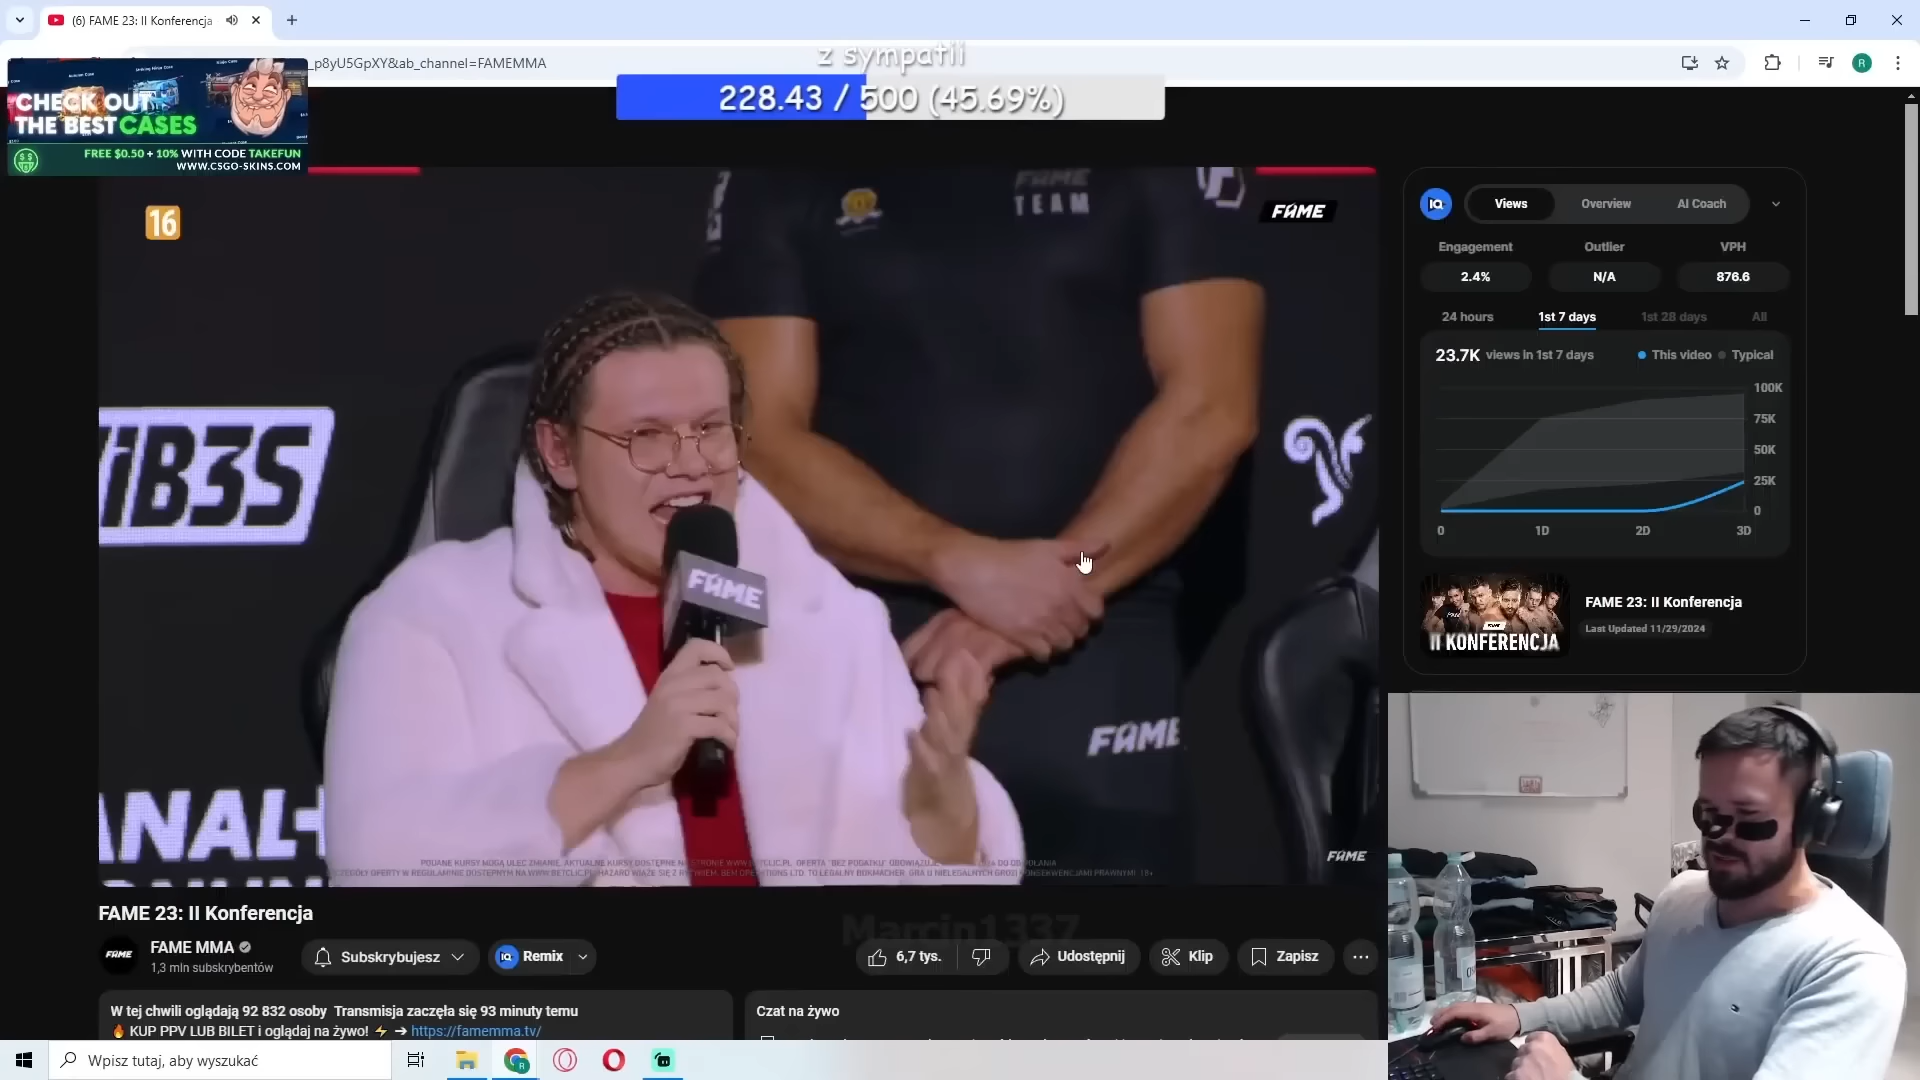 (6) FAME 23: II Konferencja
_p8yU5GpXY&ab_channel=FAMEMMA
z sympatii
228.43 / 500 (45.69%)
CHECK OUT
THE BEST CASES
FREE $0.50 + 10% WITH CODE TAKEFUN
WWW.CSGO-SKINS.COM
16
FAME
TEAM
FAME
iB3S
FAME
FAME
ANAL+
FAME
IQ
Views
Overview
AI Coach
Engagement
Outlier
VPH
2.4%
N/A
876.6
24 hours
1st 7 days
1st 28 days
All
23.7K views in 1st 7 days
This video
Typical
100K
75K
50K
25K
0
0
1D
2D
3D
II KONFERENCJA
FAME 23: II Konferencja
Last Updated 11/29/2024
FAME 23: II Konferencja
Marcin1337
FAME
FAME MMA
1,3 mln subskrybentów
Subskrybujesz
IQ
Remix
6,7 tys.
Udostępnij
Klip
Zapisz
W tej chwili oglądają 92 832 osoby Transmisja zaczęła się 93 minuty temu
KUP PPV LUB BILET i oglądaj na żywo! ➔ https://famemma.tv/
Czat na żywo
Wpisz tutaj, aby wyszukać
R